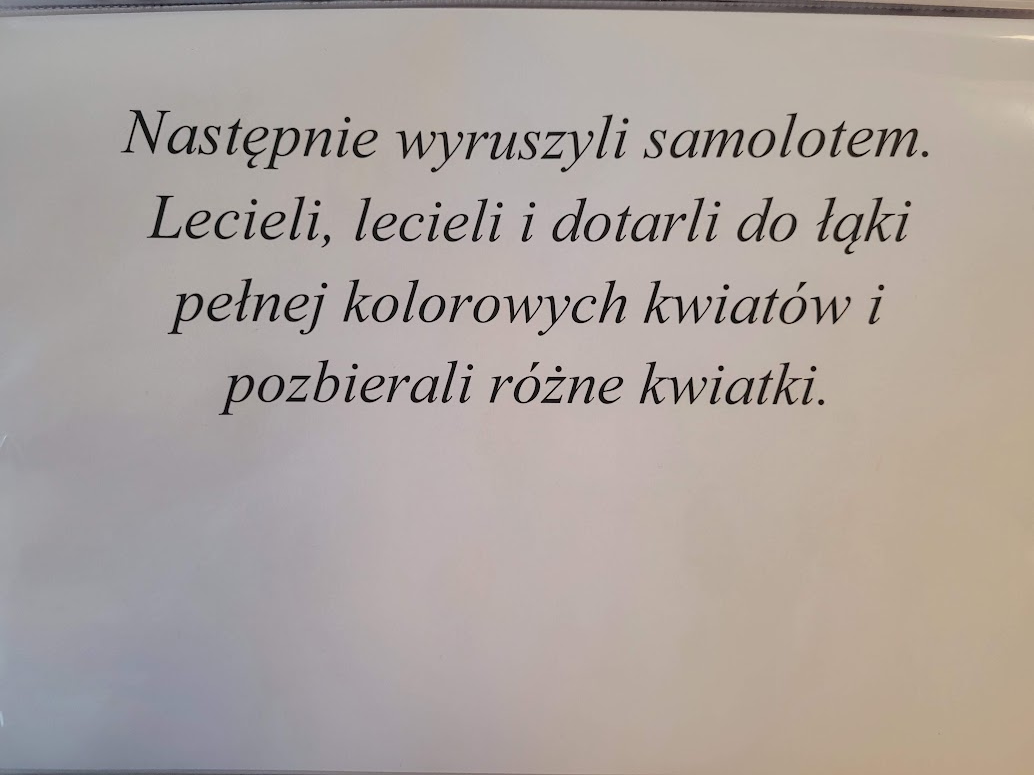 Następnie wyruszyli samolotem.
Lecieli, lecieli i dotarli do łąki
pełnej kolorowych kwiatów i
pozbierali różne kwiatki.